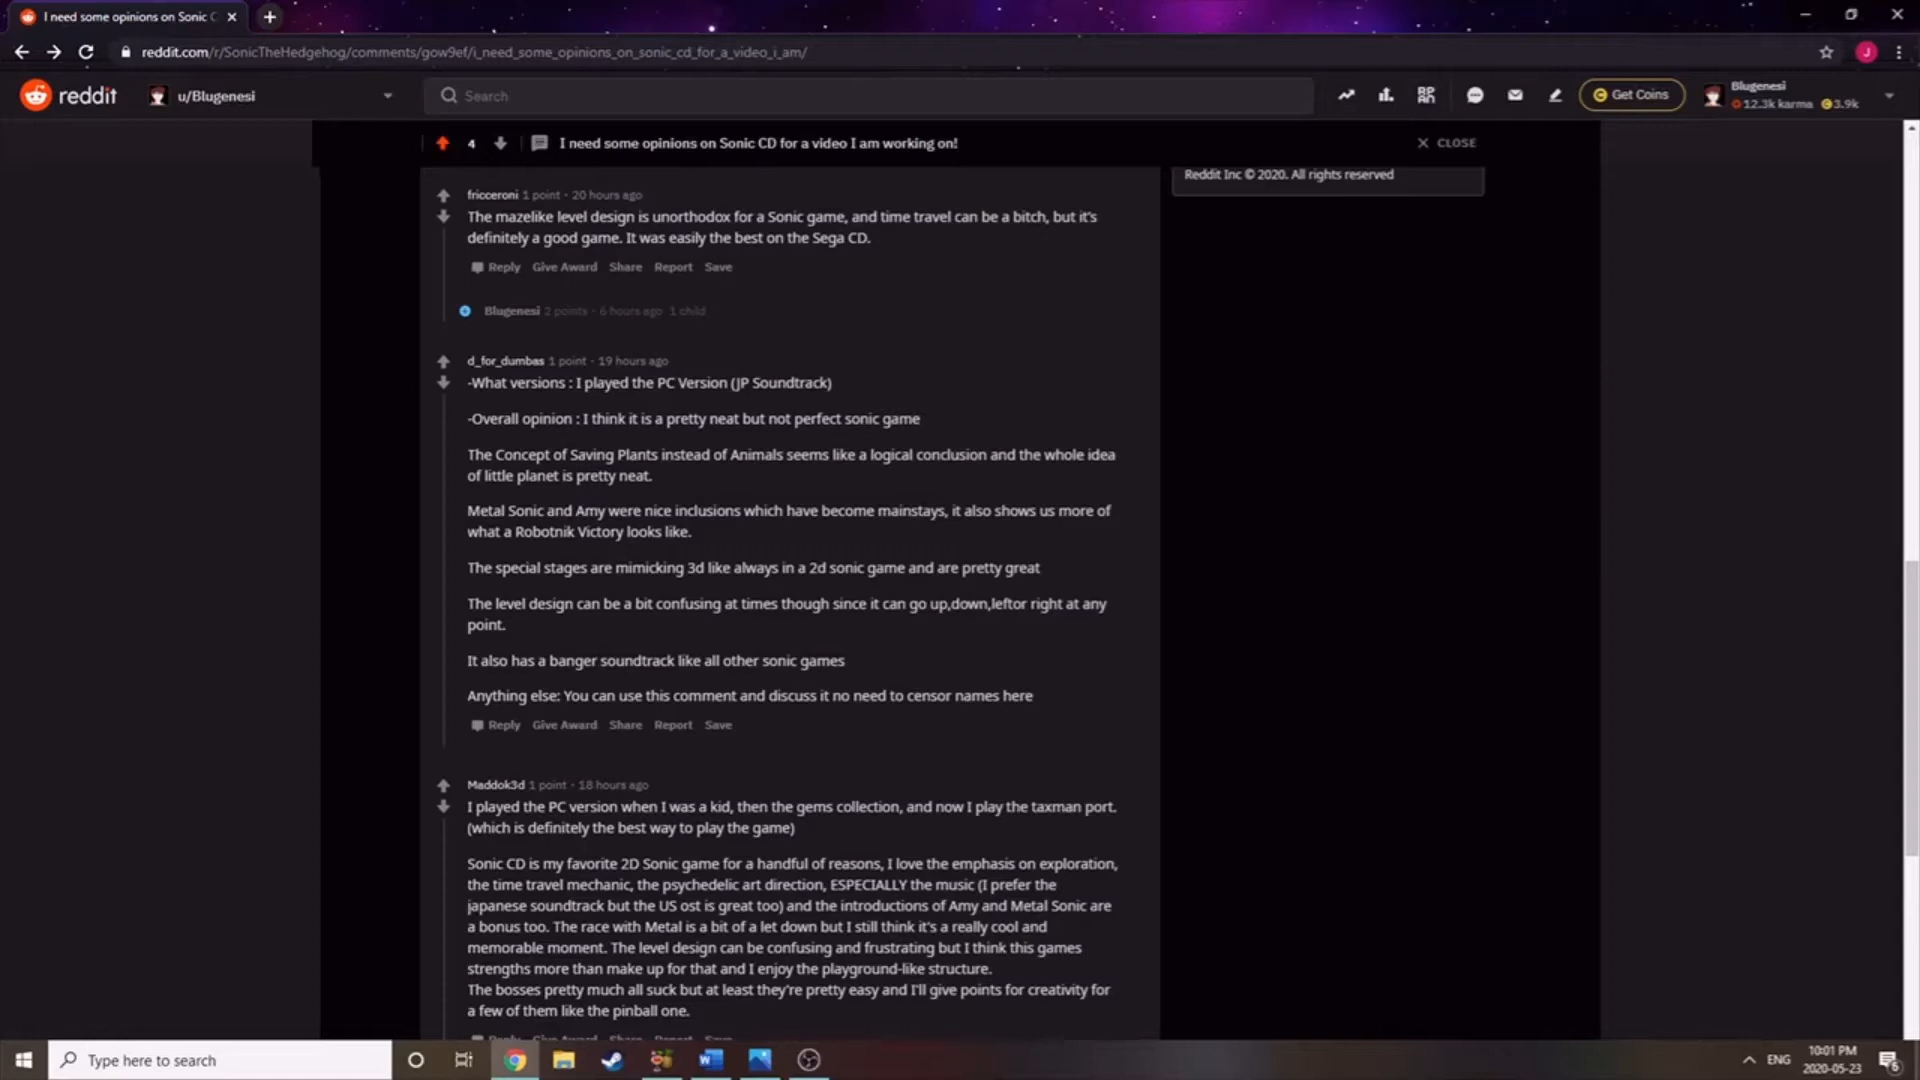 I need some opinions on Sonic C
reddit.com/r/SonicTheHedgehog/comments/gow9ef/i_need_some_opinions_on_sonic_cd_for_a_video_i_am/
J
reddit
u/Blugenesi
Search
Get Coins
Blugenesi
12.3k karma 3.9k
4
I need some opinions on Sonic CD for a video I am working on!
CLOSE
Reddit Inc © 2020. All rights reserved
fricceroni 1 point · 20 hours ago
The mazelike level design is unorthodox for a Sonic game, and time travel can be a bitch, but it's
definitely a good game. It was easily the best on the Sega CD.
Reply Give Award Share Report Save
Blugenesi 2 points · 6 hours ago 1 child
d_for_dumbas 1 point · 19 hours ago
-What versions : I played the PC Version (JP Soundtrack)
-Overall opinion : I think it is a pretty neat but not perfect sonic game
The Concept of Saving Plants instead of Animals seems like a logical conclusion and the whole idea
of little planet is pretty neat.
Metal Sonic and Amy were nice inclusions which have become mainstays, it also shows us more of
what a Robotnik Victory looks like.
The special stages are mimicking 3d like always in a 2d sonic game and are pretty great
The level design can be a bit confusing at times though since it can go up,down,leftor right at any
point.
It also has a banger soundtrack like all other sonic games
Anything else: You can use this comment and discuss it no need to censor names here
Reply Give Award Share Report Save
Maddok3d 1 point · 18 hours ago
I played the PC version when I was a kid, then the gems collection, and now I play the taxman port.
(which is definitely the best way to play the game)
Sonic CD is my favorite 2D Sonic game for a handful of reasons, I love the emphasis on exploration,
the time travel mechanic, the psychedelic art direction, ESPECIALLY the music (I prefer the
japanese soundtrack but the US ost is great too) and the introductions of Amy and Metal Sonic are
a bonus too. The race with Metal is a bit of a let down but I still think it's a really cool and
memorable moment. The level design can be confusing and frustrating but I think this games
strengths more than make up for that and I enjoy the playground-like structure.
The bosses pretty much all suck but at least they're pretty easy and I'll give points for creativity for
a few of them like the pinball one.
Reply Give Award Share Report Save
Type here to search
ENG
10:01 PM
2020-05-23